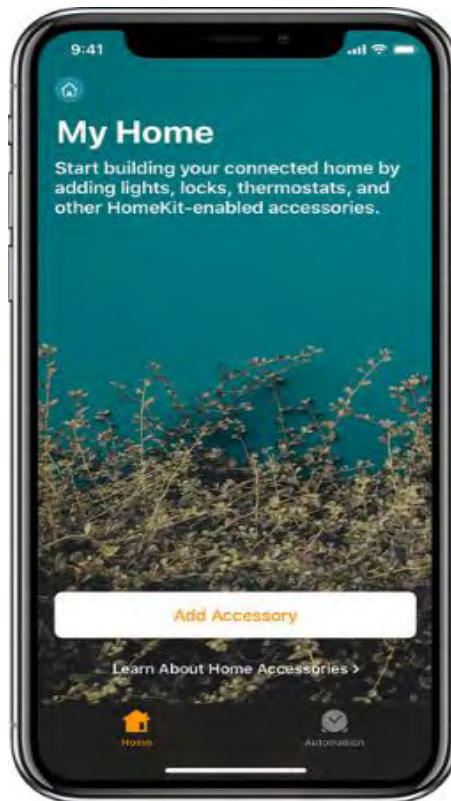 9:41
My Home
Start building your connected home by
adding lights, locks, thermostats, and
other HomeKit-enabled accessories.
Add Accessory
Learn About Home Accessories >
Home
Automation